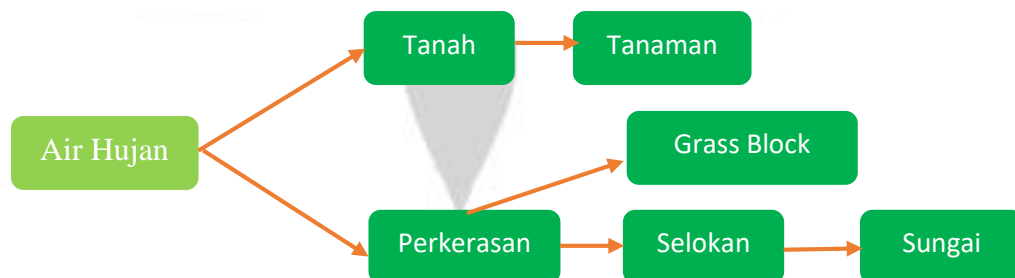 Tanah
Tanaman
Air Hujan
Grass Block
Perkerasan
Selokan
Sungai